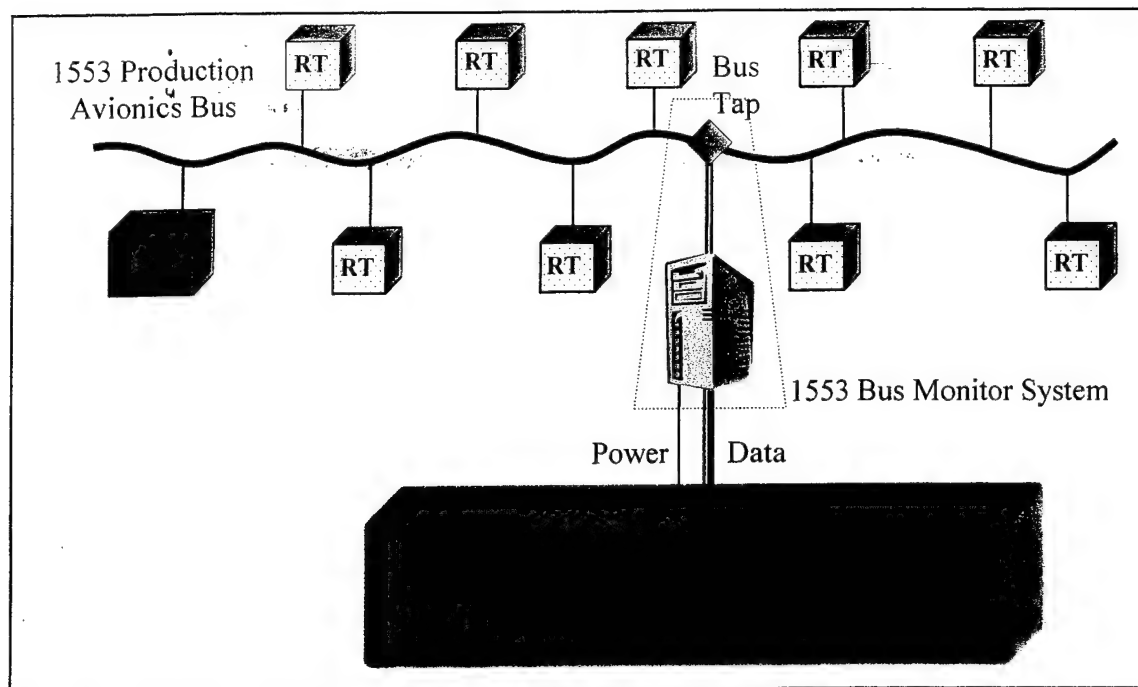 1553 Production
Avionics Bus
RT
RT
RT
Bus
Tap
RT
RT
RT
RT
RT
RT
1553 Bus Monitor System
Power
Data